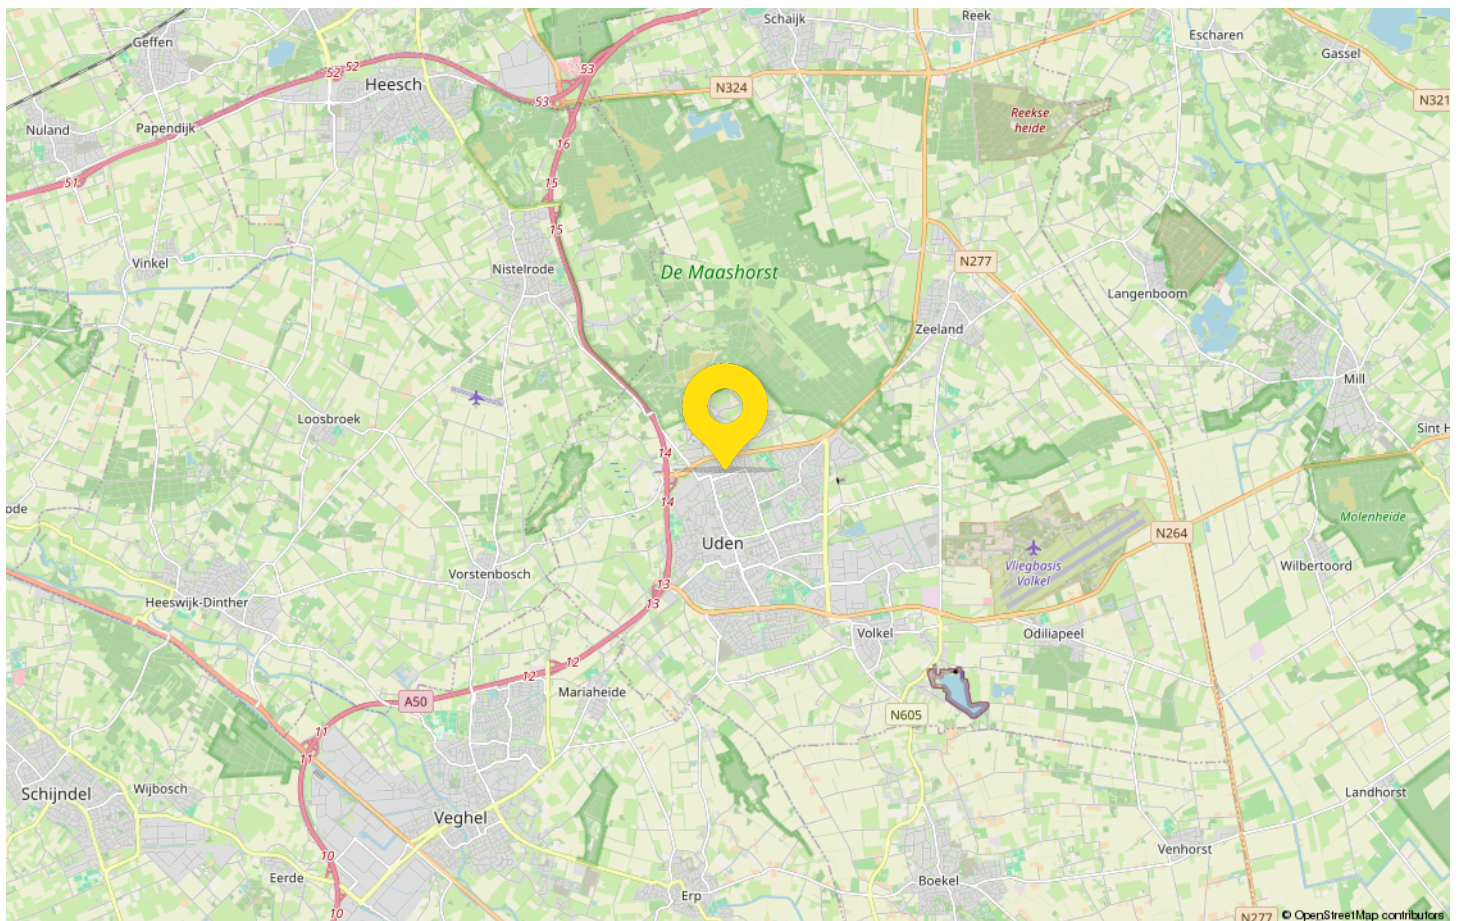 Geffen
Schaijk
Reek
Escharen
Gassel
52
52
53
Heesch
N324
N321
53
Reekse
heide
Nuland
Papendijk
16
51
15
15
Vinkel
Nistelrode
De Maashorst
N277
Langenboom
Zeeland
Mill
Loosbroek
Sint H
14
14
ode
Molenheide
N264
Uden
Vliegbasis
Volkel
Wilbertoord
Vorstenbosch
13
13
Heeswijk-Dinther
Volkel
Odiliapeel
12
12
Mariaheide
A50
N605
11
11
Wijbosch
Schijndel
Landhorst
Veghel
Venhorst
10
Eerde
Boekel
Erp
10
N277
© OpenStreetMap contributors